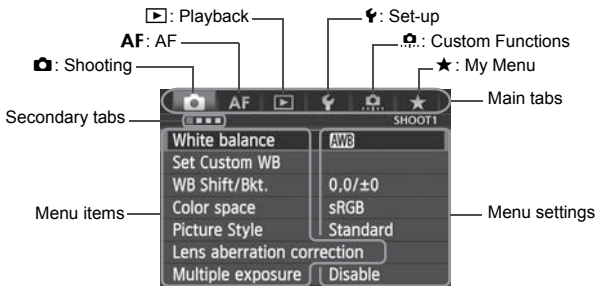 : Playback
: Set-up
AF: AF
: Custom Functions
: Shooting
: My Menu
AF
Main tabs
Secondary tabs
SHOOT1
White balance AWB
Set Custom WB
WB Shift/Bkt. 0,0/±0
Color space sRGB
Menu items
Menu settings
Picture Style Standard
Lens aberration correction
Multiple exposure Disable